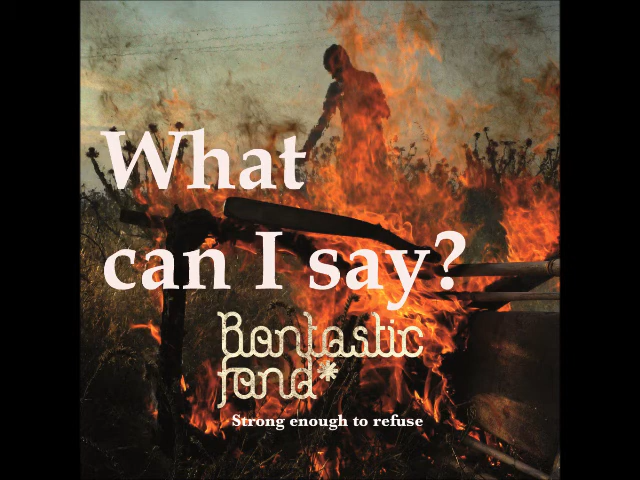 What
can I say?
Bontastic
fond*
Strong enough to refuse